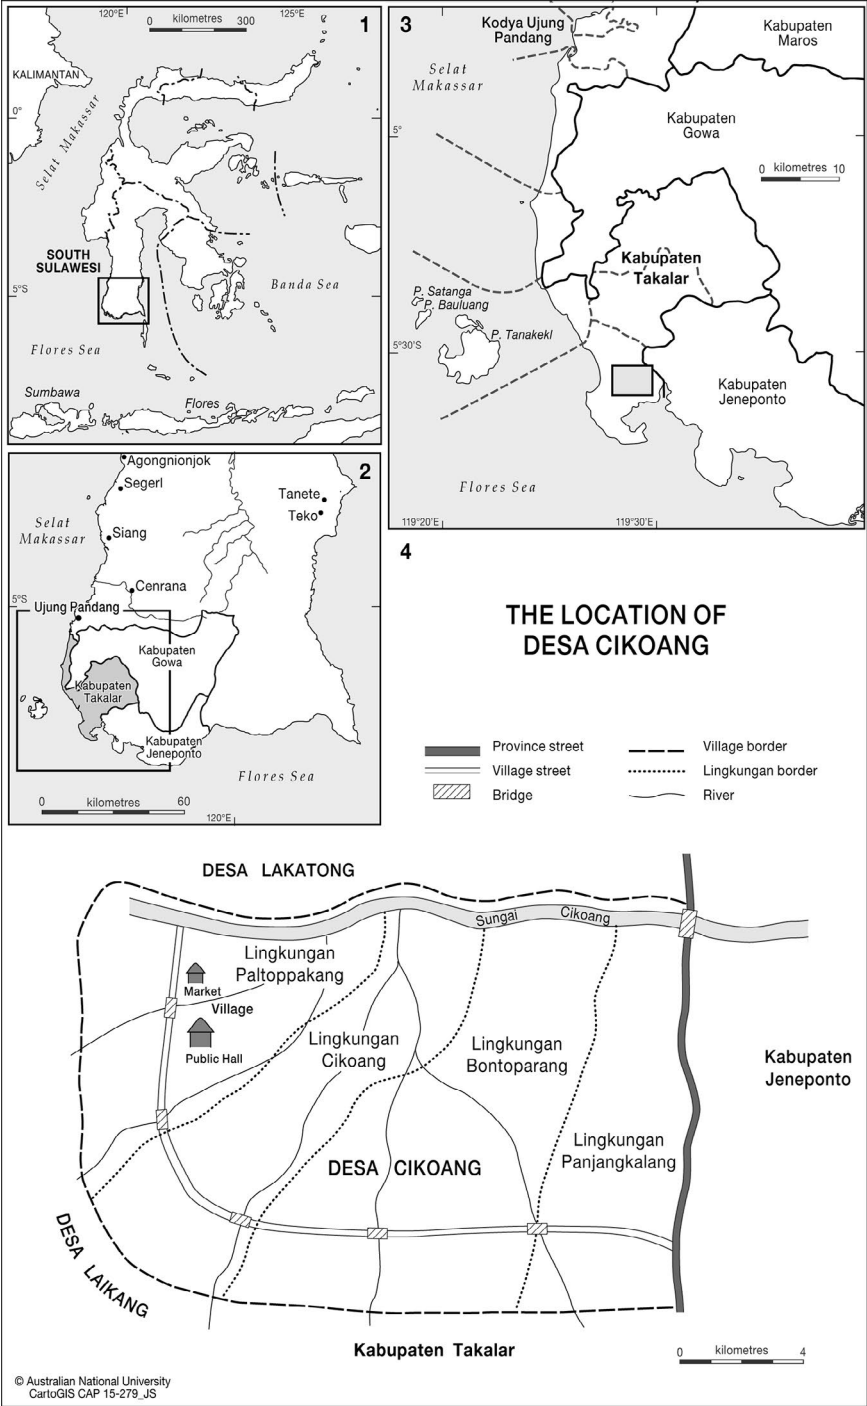 120°E
kilometres
0
300
125°E
1
KALIMANTAN
0°
Selat Makassar
SOUTH
SULAWESI
5°S
Banda Sea
Flores Sea
Sumbawa
Flores
2
Agongnionjok
Segerl
Tanete
Teko
Selat
Makassar
Siang
Cenrana
5°S
Ujung Pandang
Kabupaten
Gowa
Kabupaten
Takalar
Kabupaten
Jeneponto
Flores Sea
0
kilometres
60
120°E
3
Kodya Ujung
Pandang
Kabupaten
Maros
Selat
Makassar
5°
Kabupaten
Gowa
0 kilometres 10
Kabupaten
Takalar
P. Satanga
P. Bauluang
P. Tanakekl
5°30'S
Kabupaten
Jeneponto
Flores Sea
119°20'E
119°30'E
4
THE LOCATION OF
DESA CIKOANG
Province street
Village street
Bridge
Village border
Lingkungan border
River
DESA LAKATONG
Sungai Cikoang
Lingkungan
Paltoppakang
Market
Village
Public Hall
Lingkungan
Cikoang
Lingkungan
Bontoparang
Kabupaten
Jeneponto
Lingkungan
Panjangkalang
DESA CIKOANG
DESA LAIKANG
Kabupaten Takalar
0 kilometres 4
© Australian National University
CartoGIS CAP 15-279_JS